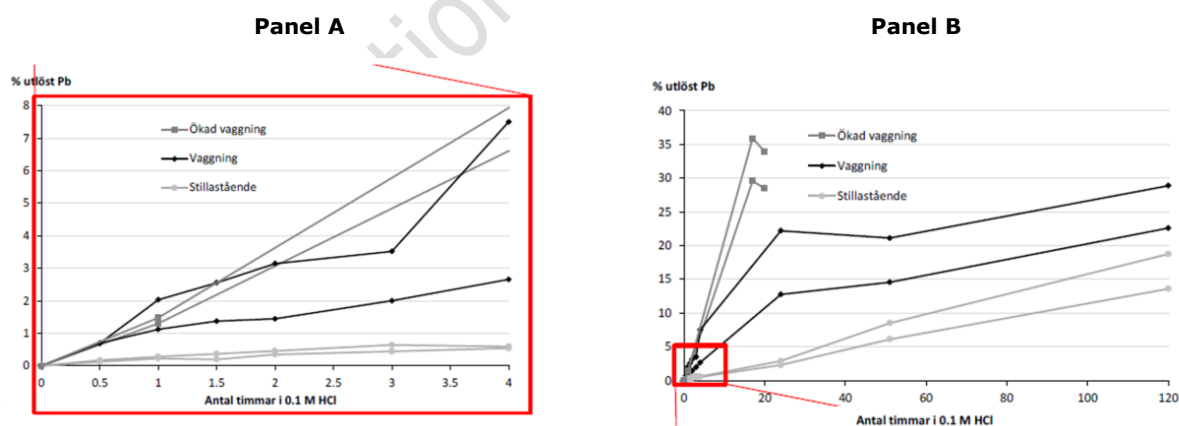 Panel A
Panel B
tion
% utlöst Pb
8
7
6
5
4
3
2
1
0
Ökad vaggning
Vaggning
Stillastående
0 0.5 1 1.5 2 2.5 3 3.5 4
Antal timmar i 0.1 M HCl
% utlöst Pb
40
35
30
25
20
15
10
5
0
Ökad vaggning
Vaggning
Stillastående
0 20 40 60 80 100 120
Antal timmar i 0.1 M HCl